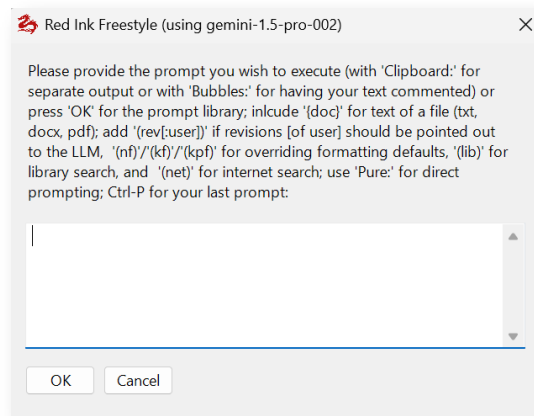 Red Ink Freestyle (using gemini-1.5-pro-002)
Please provide the prompt you wish to execute (with 'Clipboard:' for
separate output or with 'Bubbles:' for having your text commented) or
press 'OK' for the prompt library; inlcude '{doc}' for text of a file (txt,
docx, pdf); add '(rev[:user])' if revisions [of user] should be pointed out
to the LLM,  '(nf)'/'(kf)'/'(kpf)' for overriding formatting defaults, '(lib)' for
library search, and  '(net)' for internet search; use 'Pure:' for direct
prompting; Ctrl-P for your last prompt:
OK Cancel